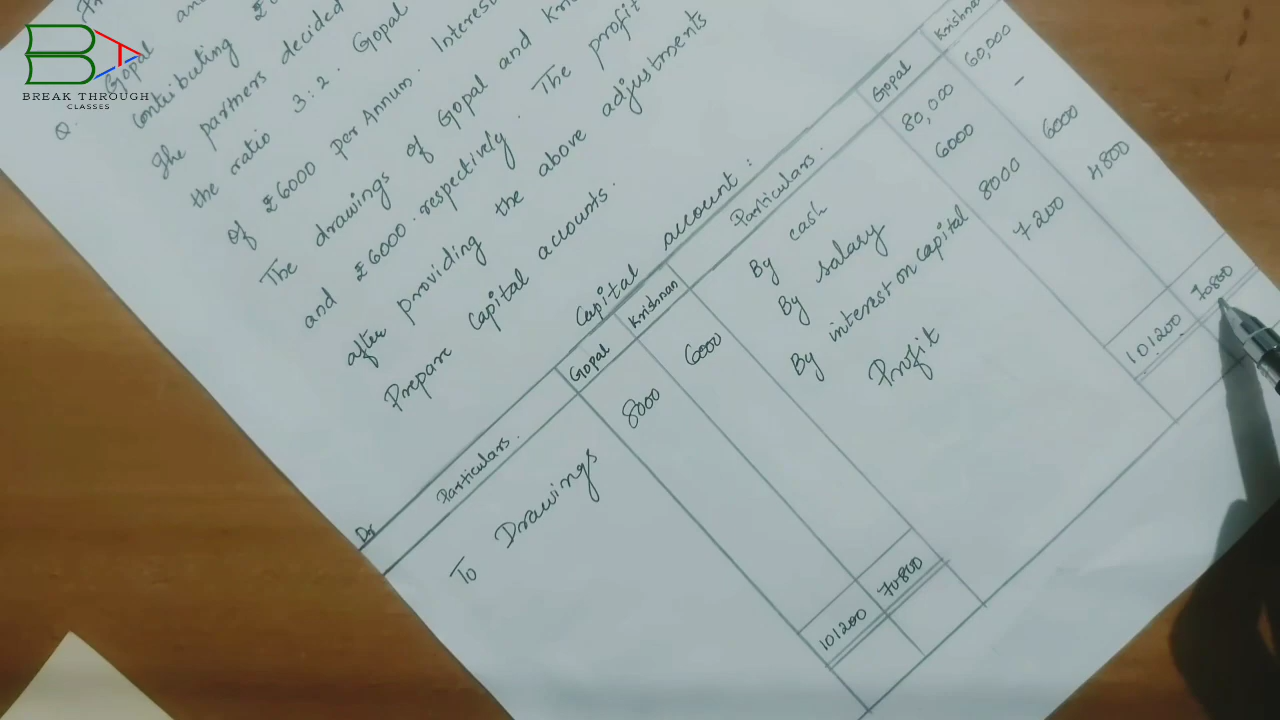 BREAK THROUGH
CLASSES
Q. Gopal and
contributing ₹
The partners decided
the ratio 3:2. Gopal
of ₹6000 per Annum. Interest
The drawings of Gopal and
and ₹6000 respectively. The profit
after providing the above adjustments
Prepare Capital accounts.
Capital account:
Dr
Particulars. Gopal Krishnan Particulars. Gopal Krishnan
To Drawings 8000 6000 By cash 80,000 60,000
By salary 6000 –
By interest on capital 8000 6000
Profit 7200 4800
101200 70800 101200 70800